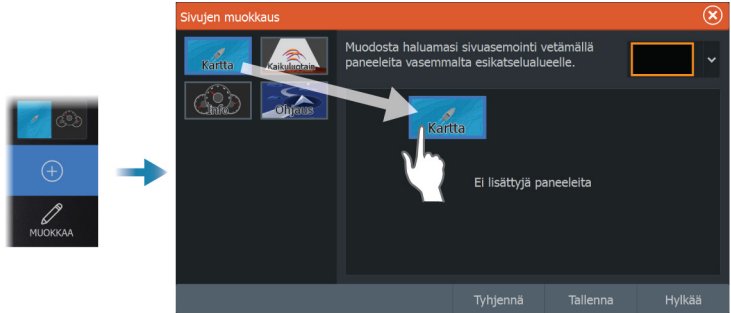 Sivujen muokkaus
Kartta
Kaikuluotain
Info
Ohjaus
Muodosta haluamasi sivuasemointi vetämällä
paneeleita vasemmalta esikatselualueelle.
Kartta
Ei lisättyjä paneeleita
MUOKKAA
Tyhjennä
Tallenna
Hylkää